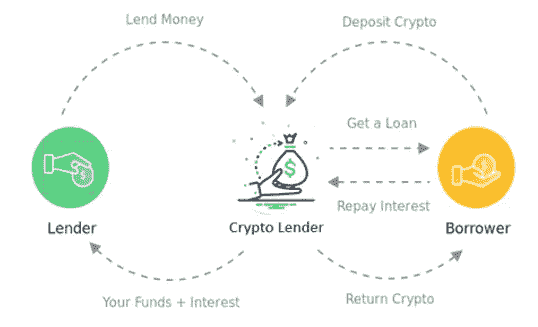 Lend Money
Deposit Crypto
Get a Loan
$
Repay Interest
Lender
Crypto Lender
Borrower
Your Funds + Interest
Return Crypto